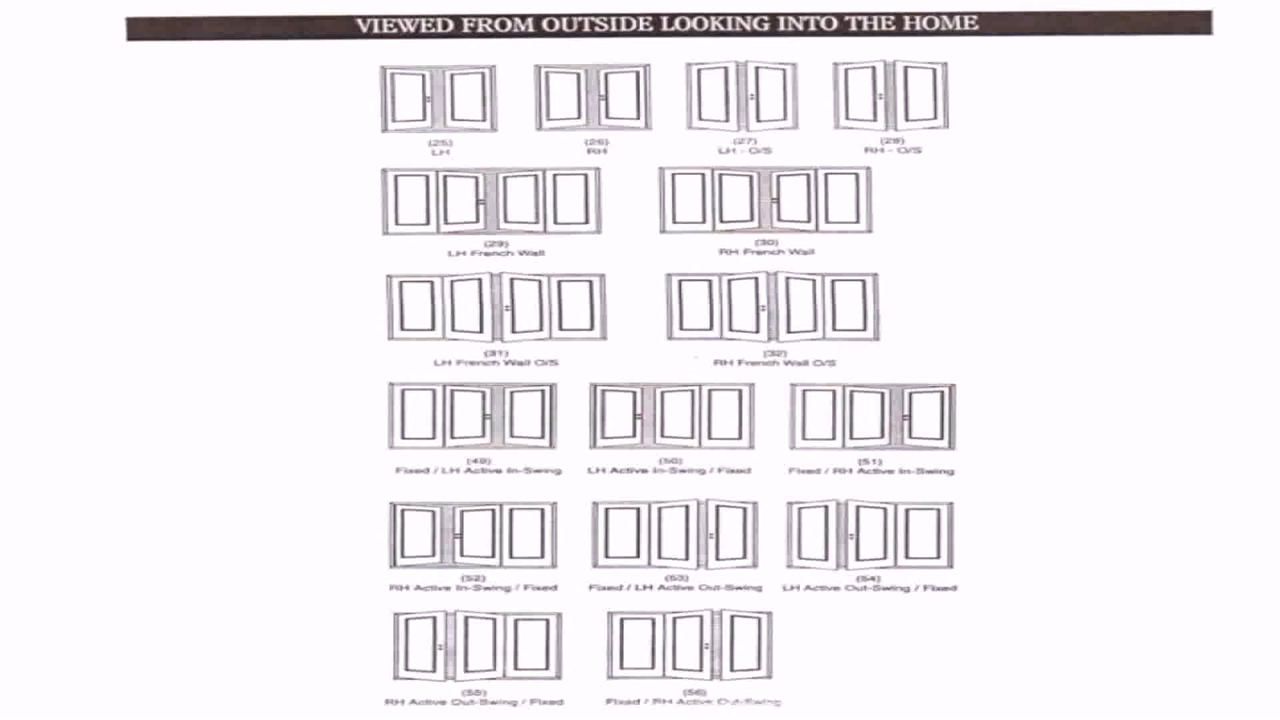 VIEWED FROM OUTSIDE LOOKING INTO THE HOME
(25) (26) (27) (28)
LH RH LH - O/S RH - O/S
(29) (30)
LH French Wall RH French Wall
(31) (32)
LH French Wall O/S RH French Wall O/S
(49) (50) (51)
Fixed / LH Active In-Swing LH Active In-Swing / Fixed Fixed / RH Active In-Swing
(52) (53) (54)
RH Active In-Swing / Fixed Fixed / LH Active Out-Swing LH Active Out-Swing / Fixed
(55) (56)
RH Active Out-Swing / Fixed Fixed / RH Active Out-Swing